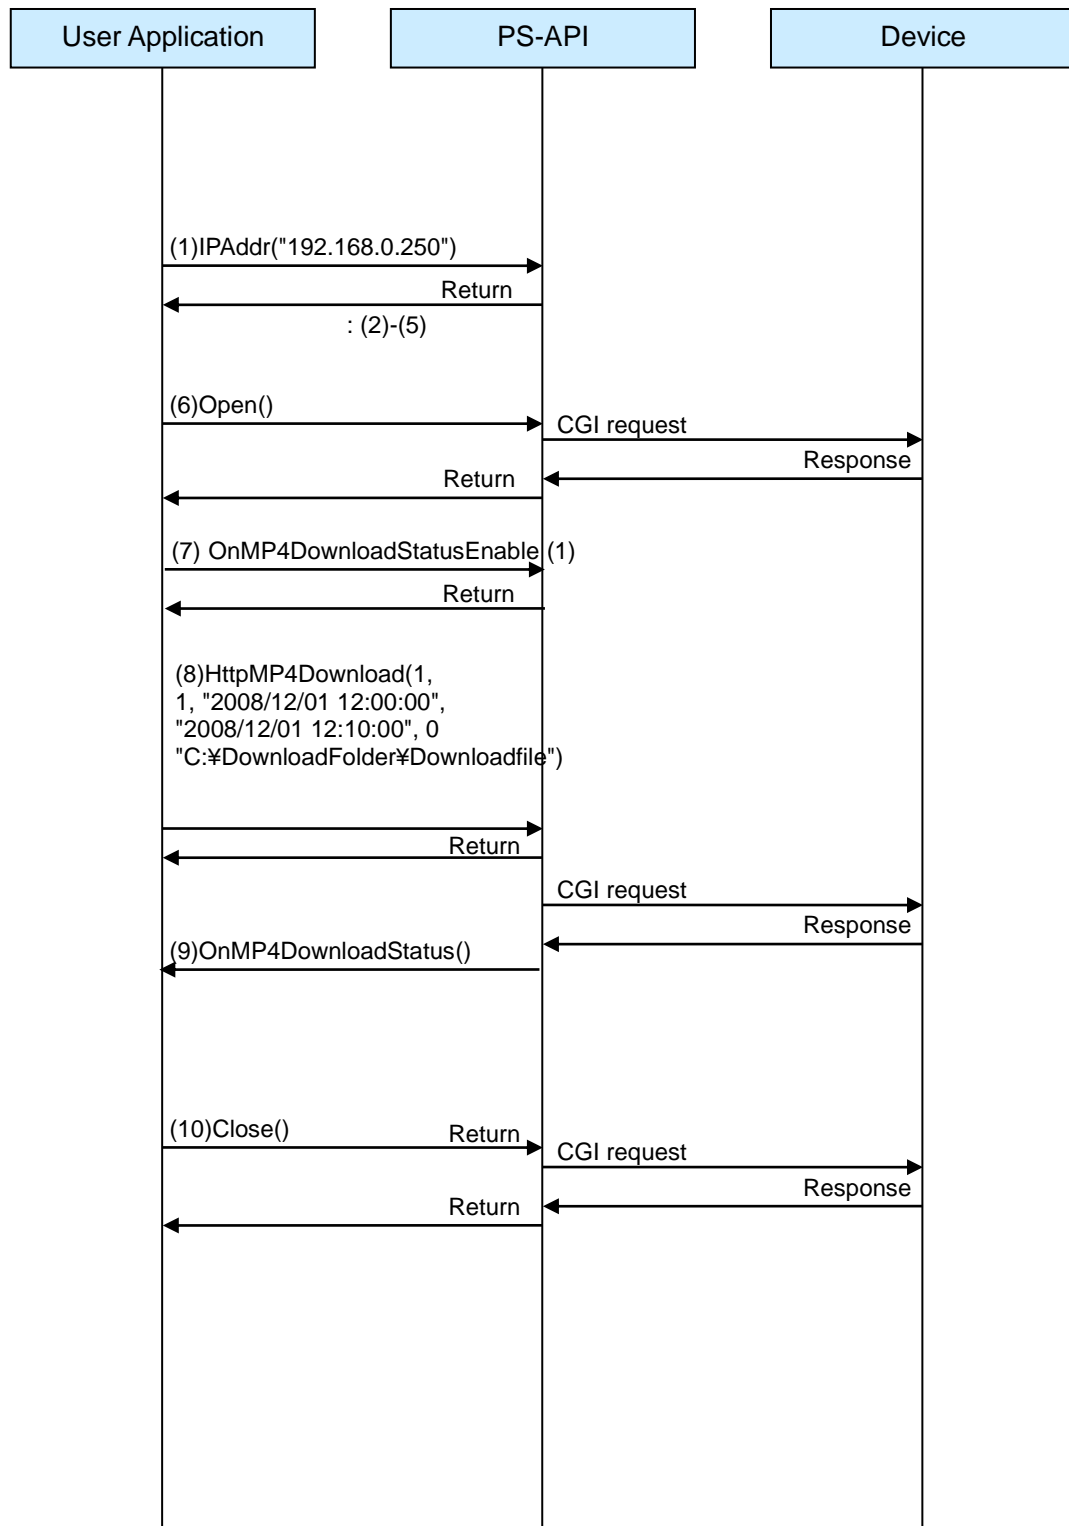 User Application
PS-API
Device
(1)IPAddr("192.168.0.250")
Return
: (2)-(5)
(6)Open()
CGI request
Response
Return
(7) OnMP4DownloadStatusEnable (1)
Return
(8)HttpMP4Download(1,
1, "2008/12/01 12:00:00",
"2008/12/01 12:10:00", 0
"C:¥DownloadFolder¥Downloadfile")
Return
CGI request
Response
(9)OnMP4DownloadStatus()
(10)Close()
Return
CGI request
Response
Return